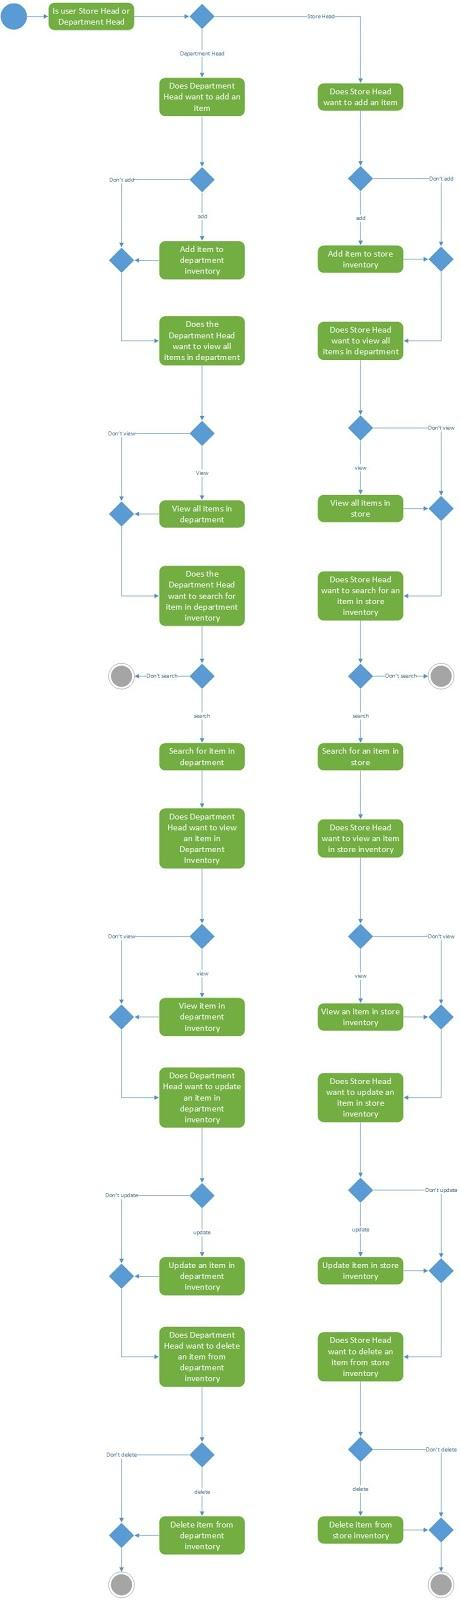 Is user Store Head or
Department Head
Store Head
Department Head
Does Department
Head want to add an
item
Does Store Head
want to add an item
Don't add
Don't add
add
add
Add item to
department
inventory
Add item to store
inventory
Does the
Department Head
want to view all
items in department
Does Store Head
want to view all
items in department
Don't view
Don't view
View
view
View all items in
department
View all items in
store
Does the
Department Head
want to search for
item in department
inventory
Does Store Head
want to search for an
item in store
inventory
Don't search
Don't search
search
search
Search for item in
department
Search for an item in
store
Does Department
Head want to view
an item in
Department
Inventory
Does Store Head
want to view an item
in store inventory
Don't view
Don't view
view
view
View item in
department
inventory
View an item in store
inventory
Does Department
Head want to update
an item in
department
inventory
Does Store Head
want to update an
item in store
inventory
Don't update
Don't update
update
update
Update an item in
department
inventory
Update item in store
inventory
Does Department
Head want to delete
an item from
department
inventory
Does Store Head
want to delete an
item from store
inventory
Don't delete
Don't delete
delete
delete
Delete item from
department
inventory
Delete item from
store inventory